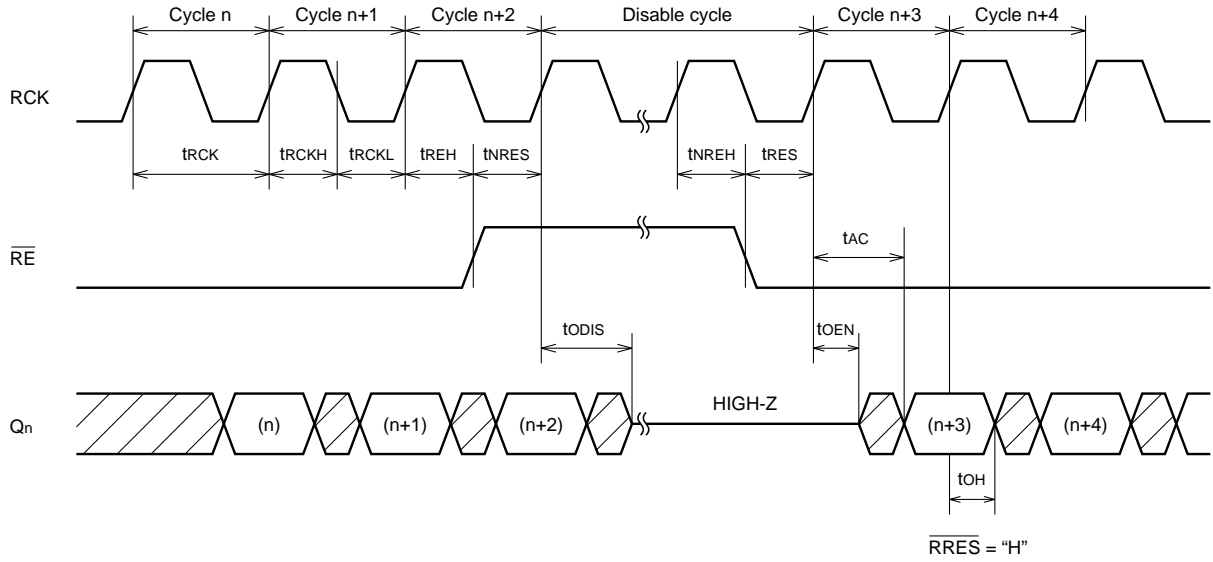 Cycle n Cycle n+1 Cycle n+2 Disable cycle Cycle n+3 Cycle n+4
RCK
tRCK tRCKH tRCKL tREH tNRES tNREH tRES
RE
tAC
tODIS tOEN
HIGH-Z
Qn (n) (n+1) (n+2) (n+3) (n+4)
tOH
RRES = “H”